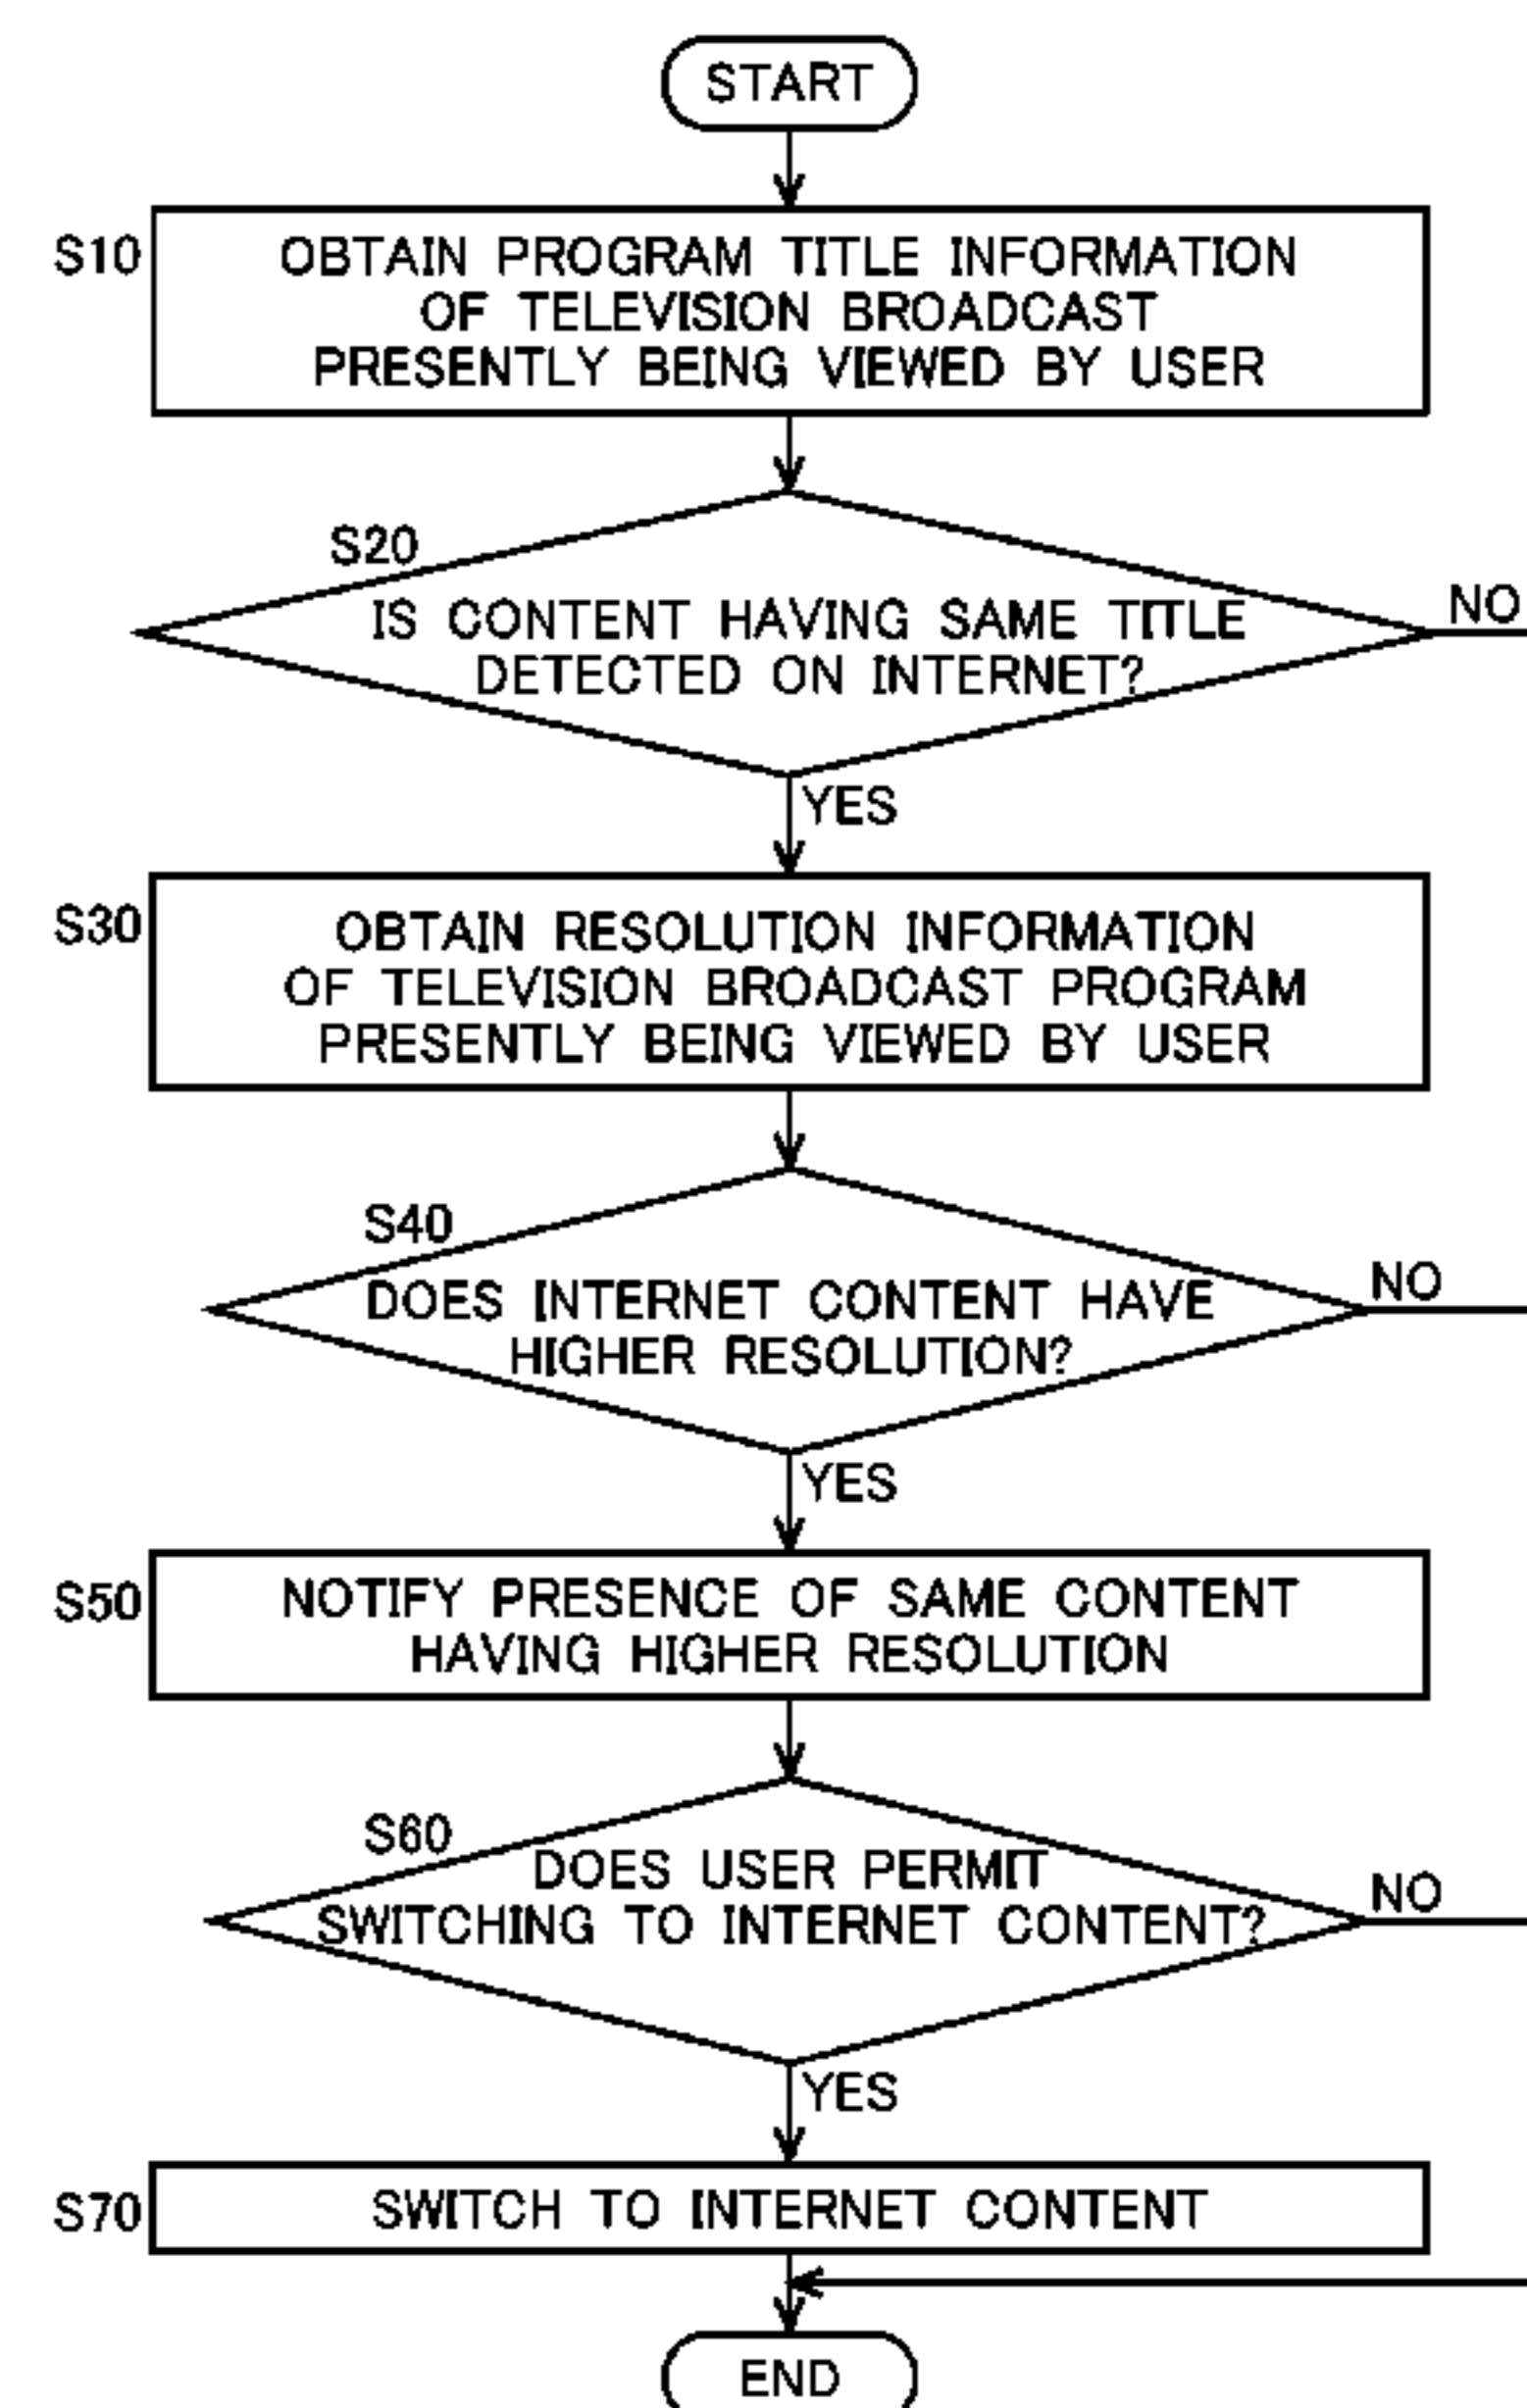 START
S10
OBTAIN PROGRAM TITLE INFORMATION
OF TELEVISION BROADCAST
PRESENTLY BEING VIEWED BY USER
S20
IS CONTENT HAVING SAME TITLE
DETECTED ON INTERNET?
NO
YES
S30
OBTAIN RESOLUTION INFORMATION
OF TELEVISION BROADCAST PROGRAM
PRESENTLY BEING VIEWED BY USER
S40
DOES INTERNET CONTENT HAVE
HIGHER RESOLUTION?
NO
YES
S50
NOTIFY PRESENCE OF SAME CONTENT
HAVING HIGHER RESOLUTION
S60
DOES USER PERMIT
SWITCHING TO INTERNET CONTENT?
NO
YES
S70
SWITCH TO INTERNET CONTENT
END